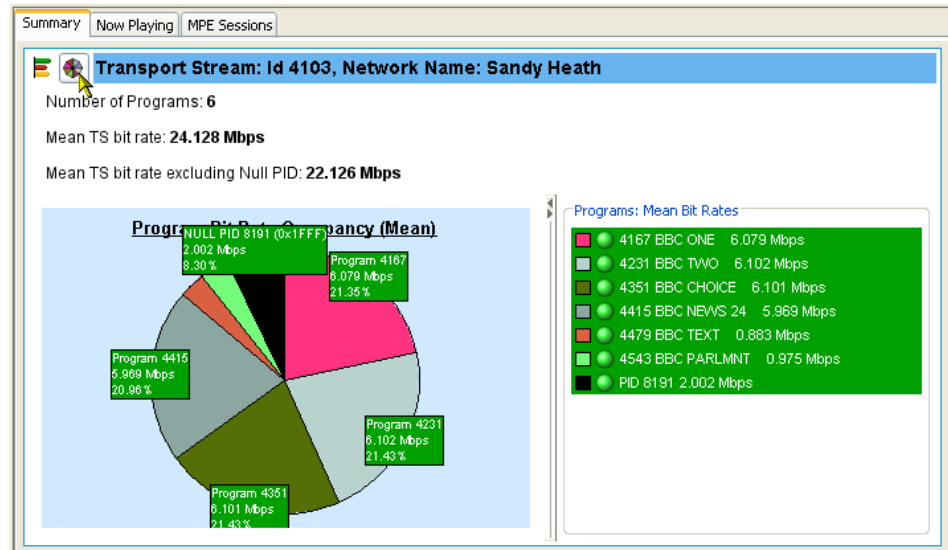 Summary
Now Playing
MPE Sessions
Transport Stream: Id 4103, Network Name: Sandy Heath
Number of Programs: 6
Mean TS bit rate: 24.128 Mbps
Mean TS bit rate excluding Null PID: 22.126 Mbps
Program Bit Rate Occupancy (Mean)
NULL PID 8191 (0x1FFF)
2.002 Mbps
8.30%
Program 4167
6.079 Mbps
21.35%
Program 4415
5.969 Mbps
20.96%
Program 4231
6.102 Mbps
21.43%
Program 4351
6.101 Mbps
21.43%
Programs: Mean Bit Rates
4167 BBC ONE 6.079 Mbps
4231 BBC TWO 6.102 Mbps
4351 BBC CHOICE 6.101 Mbps
4415 BBC NEWS 24 5.969 Mbps
4479 BBC TEXT 0.883 Mbps
4543 BBC PARLMNT 0.975 Mbps
PID 8191 2.002 Mbps